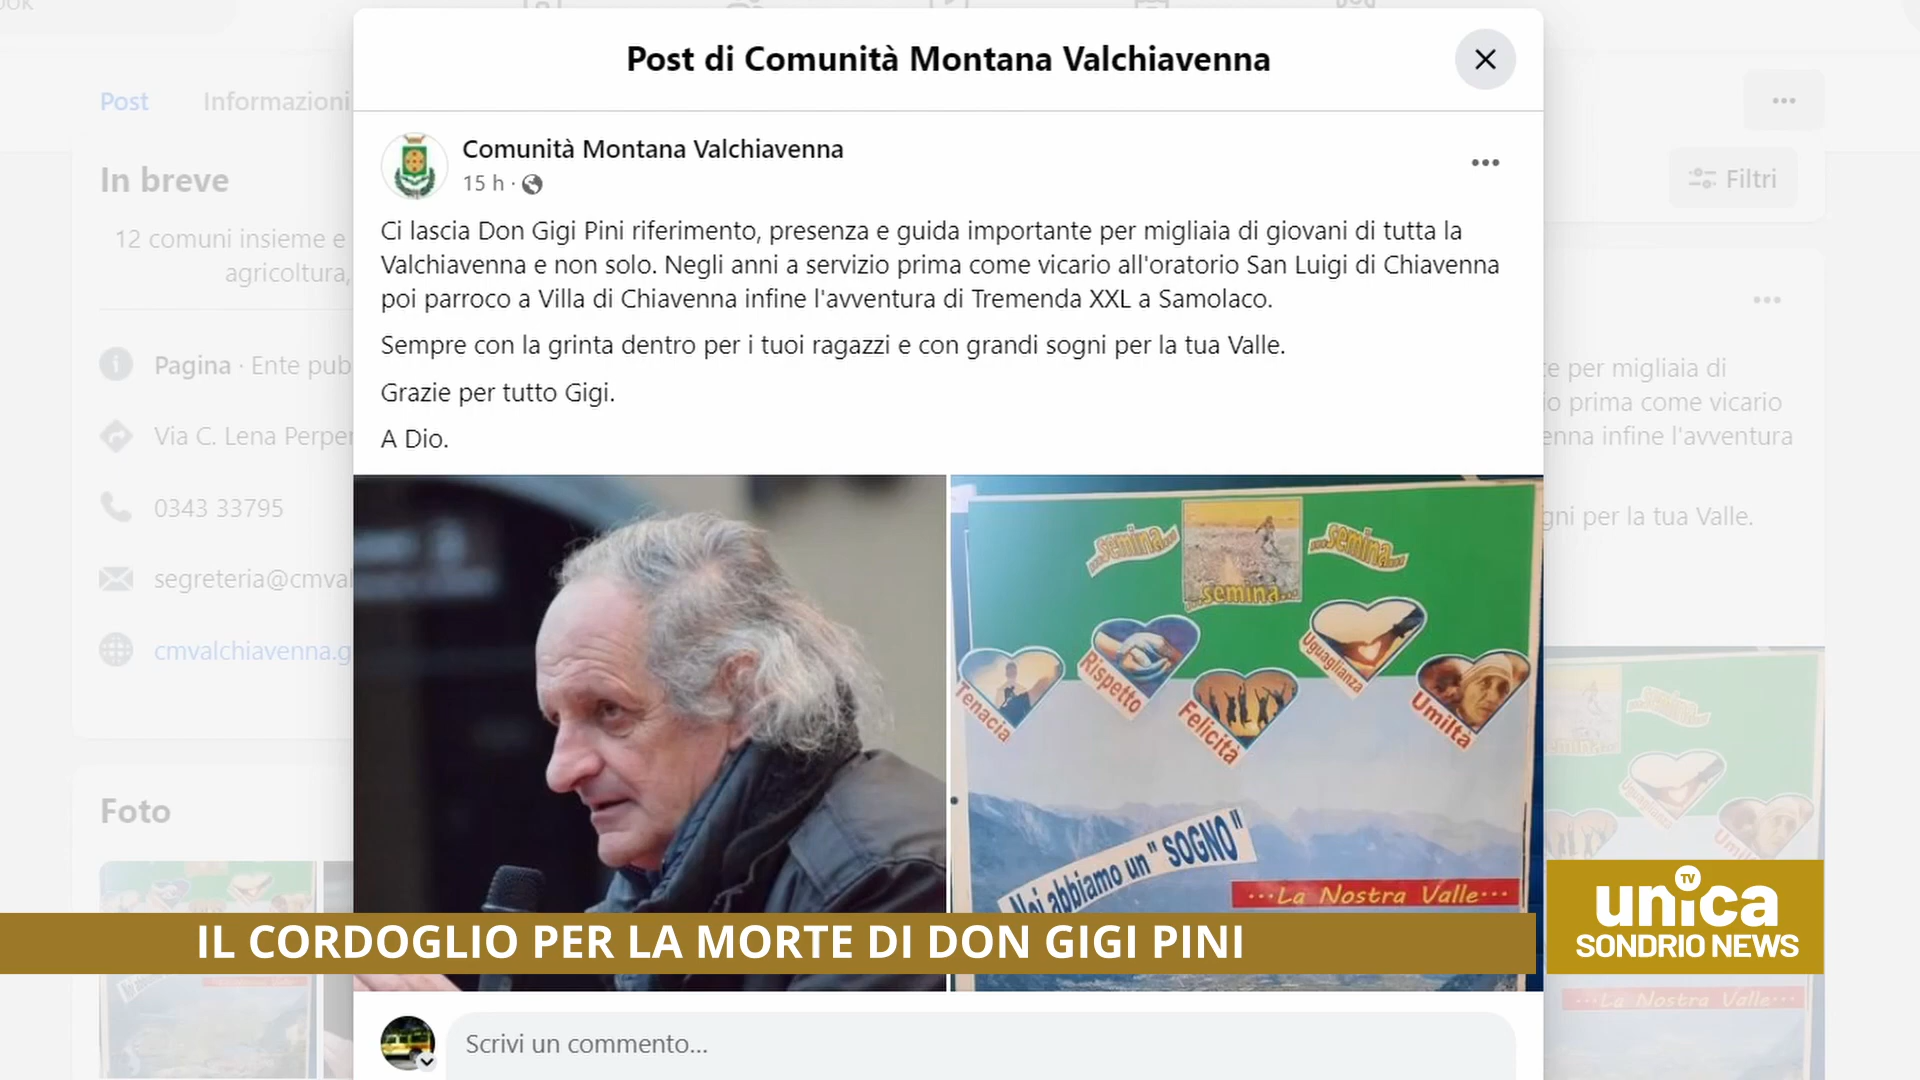 Post di Comunità Montana Valchiavenna
Post
Informazioni
Comunità Montana Valchiavenna
15 h ·
In breve
Filtri
12 comuni insieme e
agricoltura,
Ci lascia Don Gigi Pini riferimento, presenza e guida importante per migliaia di giovani di tutta la
Valchiavenna e non solo. Negli anni a servizio prima come vicario all'oratorio San Luigi di Chiavenna
poi parroco a Villa di Chiavenna infine l'avventura di Tremenda XXL a Samolaco.
Sempre con la grinta dentro per i tuoi ragazzi e con grandi sogni per la tua Valle.
Grazie per tutto Gigi.
A Dio.
Pagina · Ente pub
Via C. Lena Perper
0343 33795
segreteria@cmval
cmvalchiavenna.g
Foto
te per migliaia di
io prima come vicario
enna infine l'avventura
gni per la tua Valle.
...semina...
...semina...
...semina...
Tenacia
Rispetto
Felicità
Uguaglianza
Umiltà
Noi abbiamo un "SOGNO"
...La Nostra Valle...
IL CORDOGLIO PER LA MORTE DI DON GIGI PINI
TV
unica
SONDRIO NEWS
...La Nostra Valle...
Scrivi un commento...